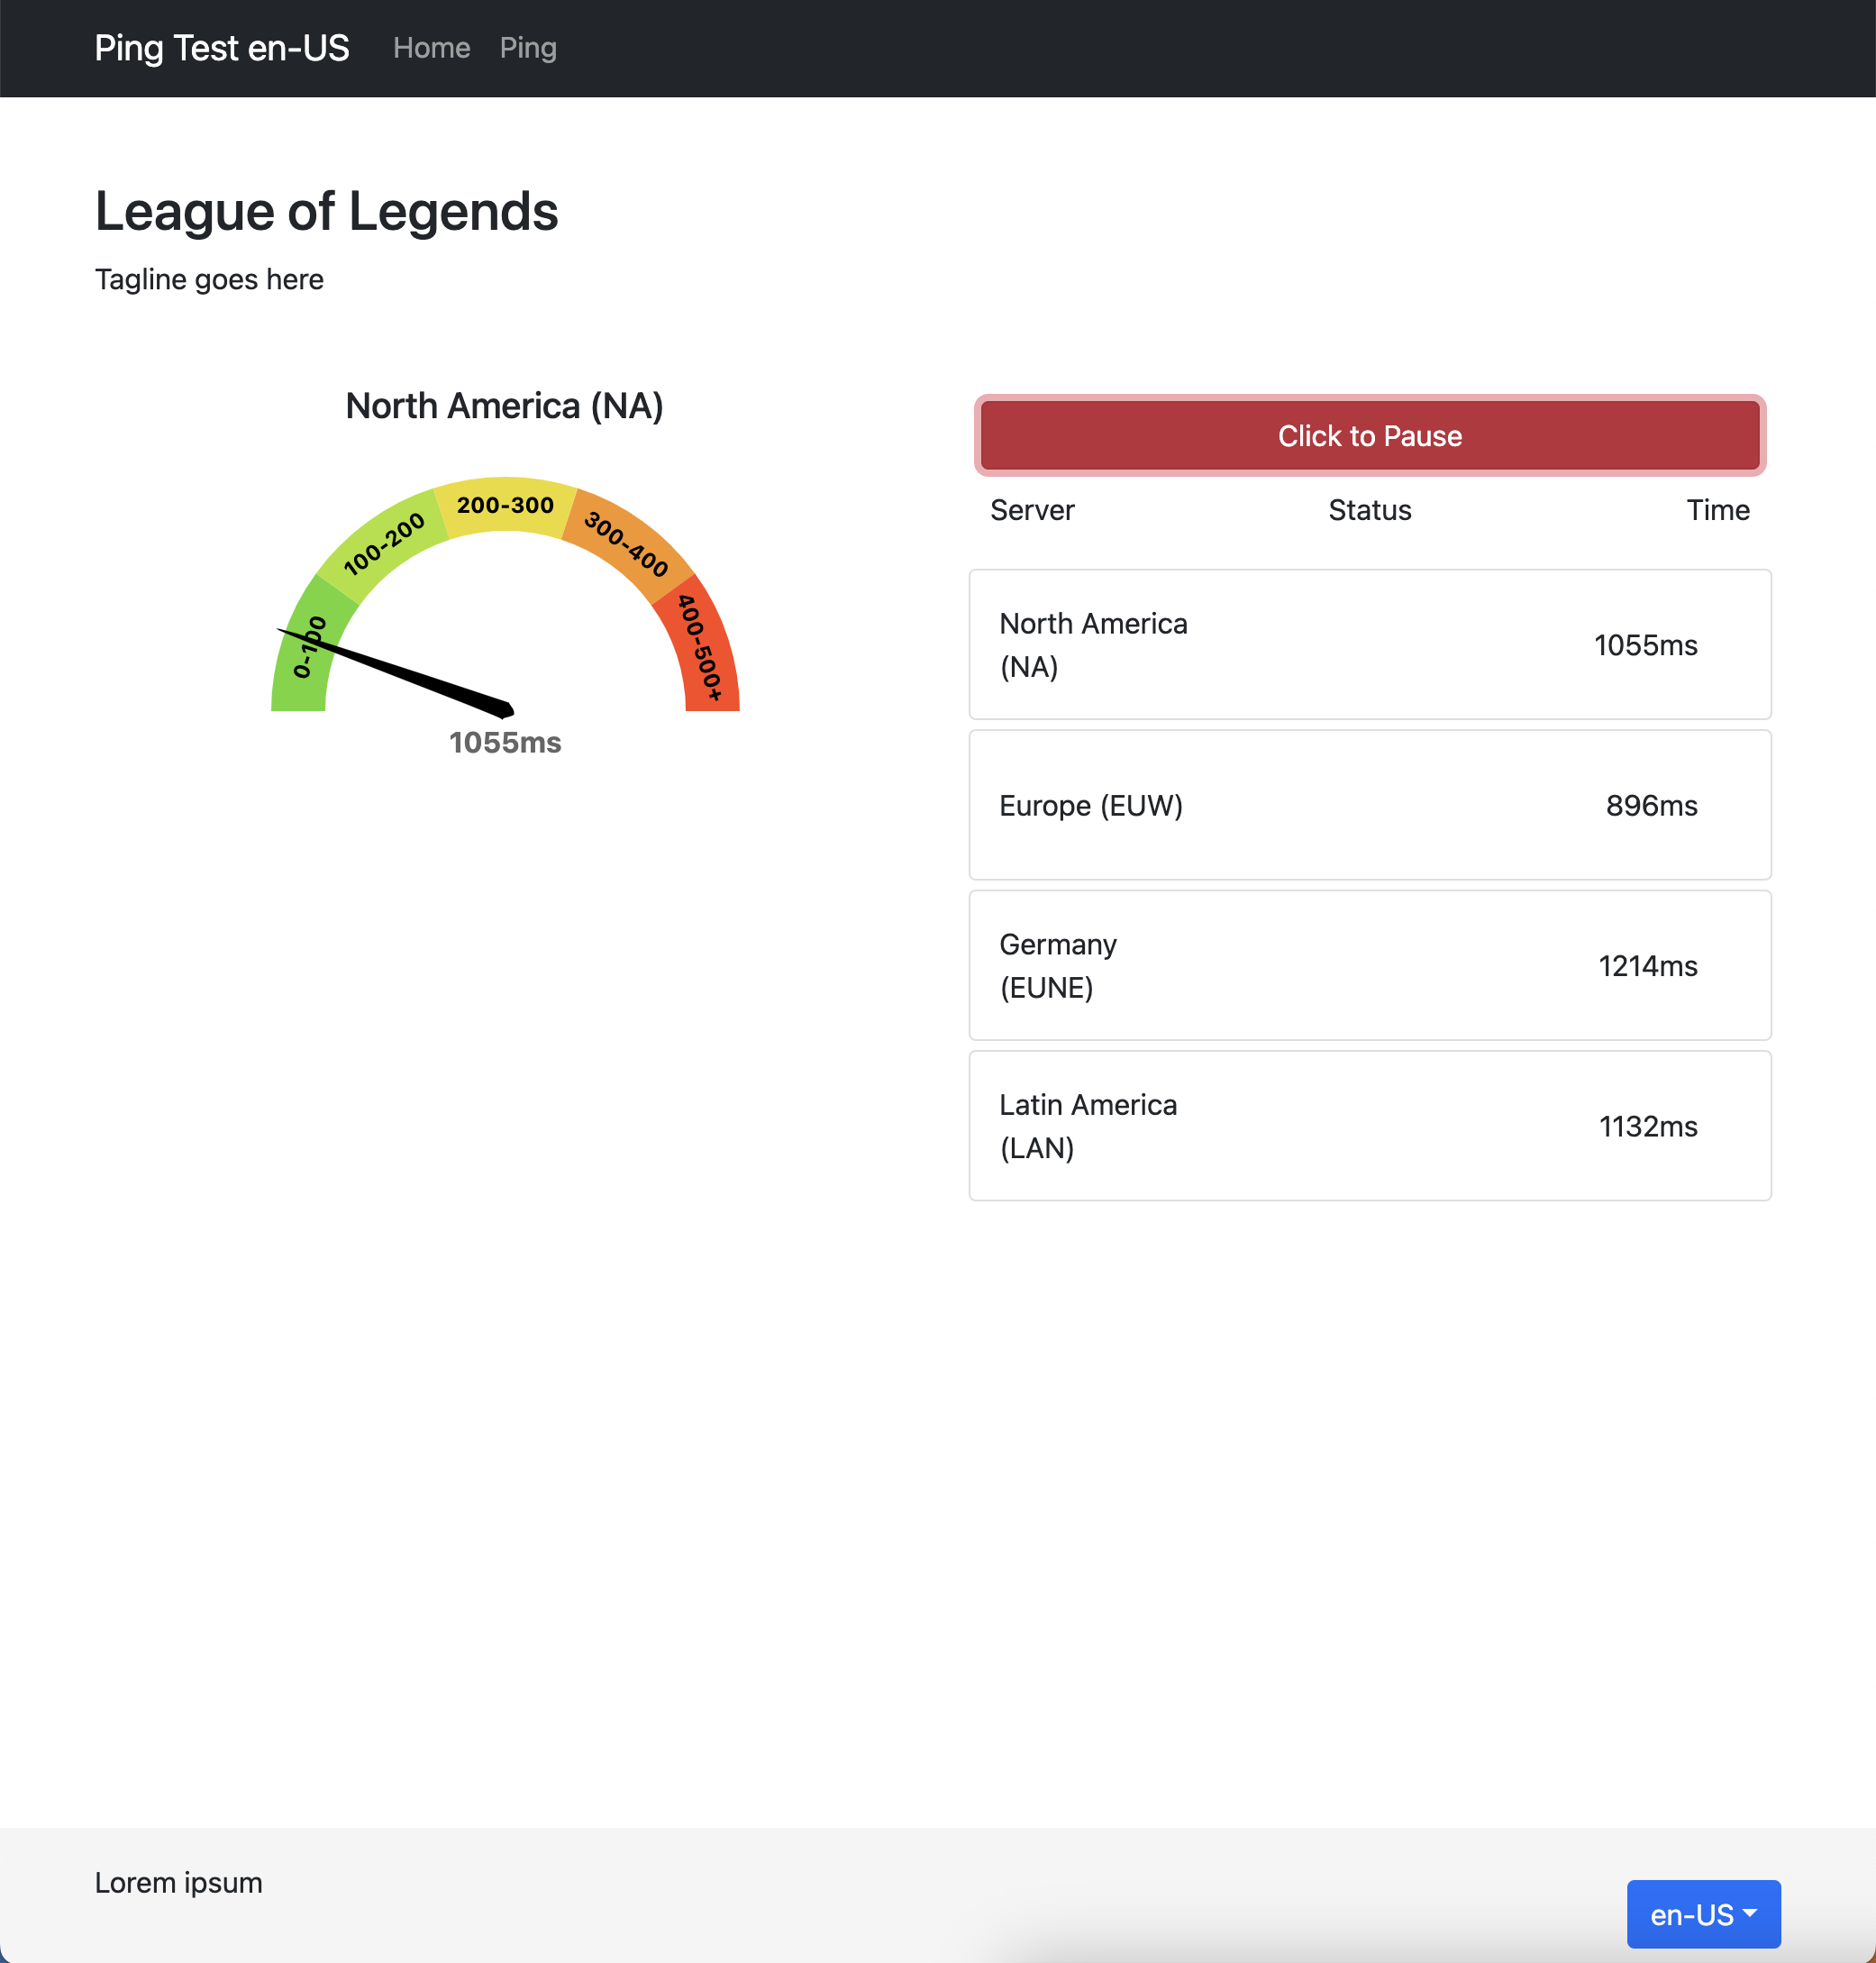 Ping Test en-US Home Ping
League of Legends
Tagline goes here
North America (NA)
0-100
100-200
200-300
300-400
400-500+
1055ms
Click to Pause
Server Status Time
North America
(NA)
1055ms
Europe (EUW) 896ms
Germany
(EUNE)
1214ms
Latin America
(LAN)
1132ms
Lorem ipsum
en-US